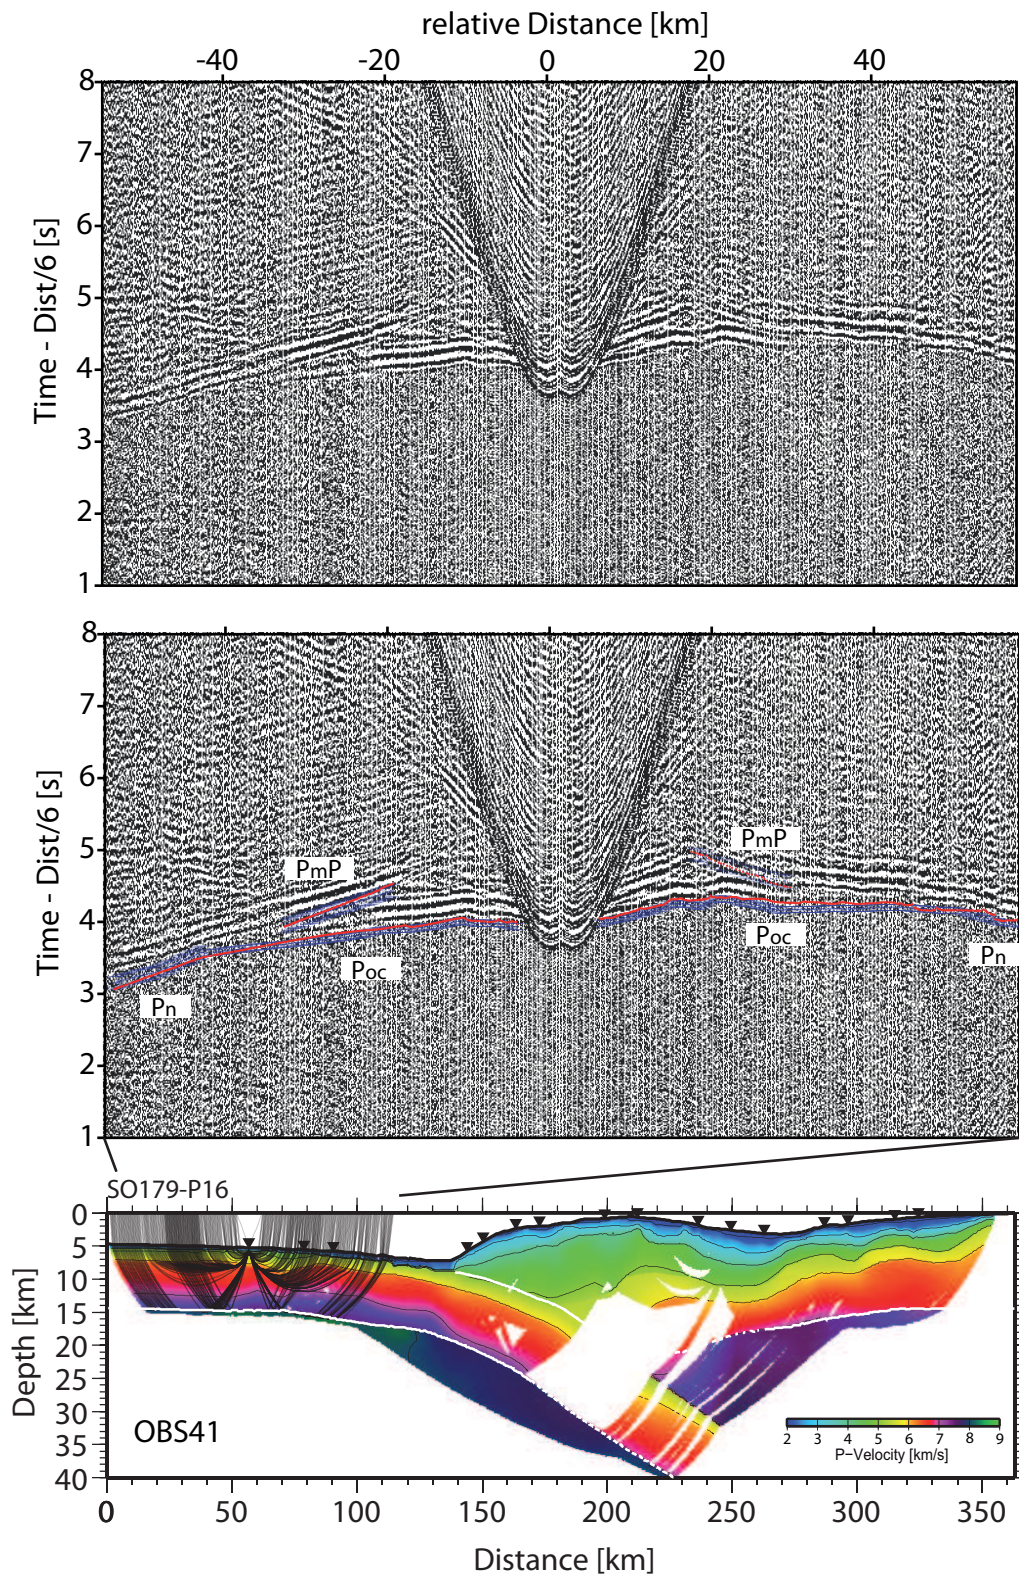 relative Distance [km]
-40 -20 0 20 40
8
7
6
5
4
3
2
1
Time - Dist/6 [s]
8
7
6
5
4
3
2
1
Time - Dist/6 [s]
PmP
PmP
Poc
Poc
Pn
Pn
SO179-P16
0
5
10
15
20
25
30
35
40
Depth [km]
OBS41
2 3 4 5 6 7 8 9
P-Velocity [km/s]
0 50 100 150 200 250 300 350
Distance [km]